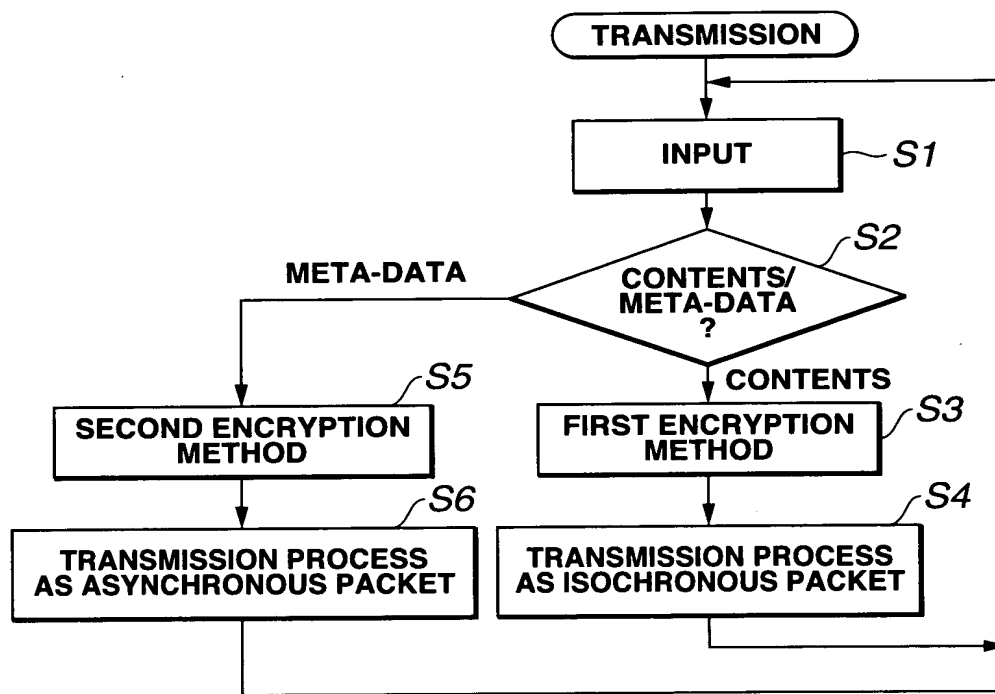 TRANSMISSION
INPUT
S1
S2
CONTENTS/
META-DATA
?
META-DATA
CONTENTS
S5
SECOND ENCRYPTION
METHOD
S3
FIRST ENCRYPTION
METHOD
S6
TRANSMISSION PROCESS
AS ASYNCHRONOUS PACKET
S4
TRANSMISSION PROCESS
AS ISOCHRONOUS PACKET